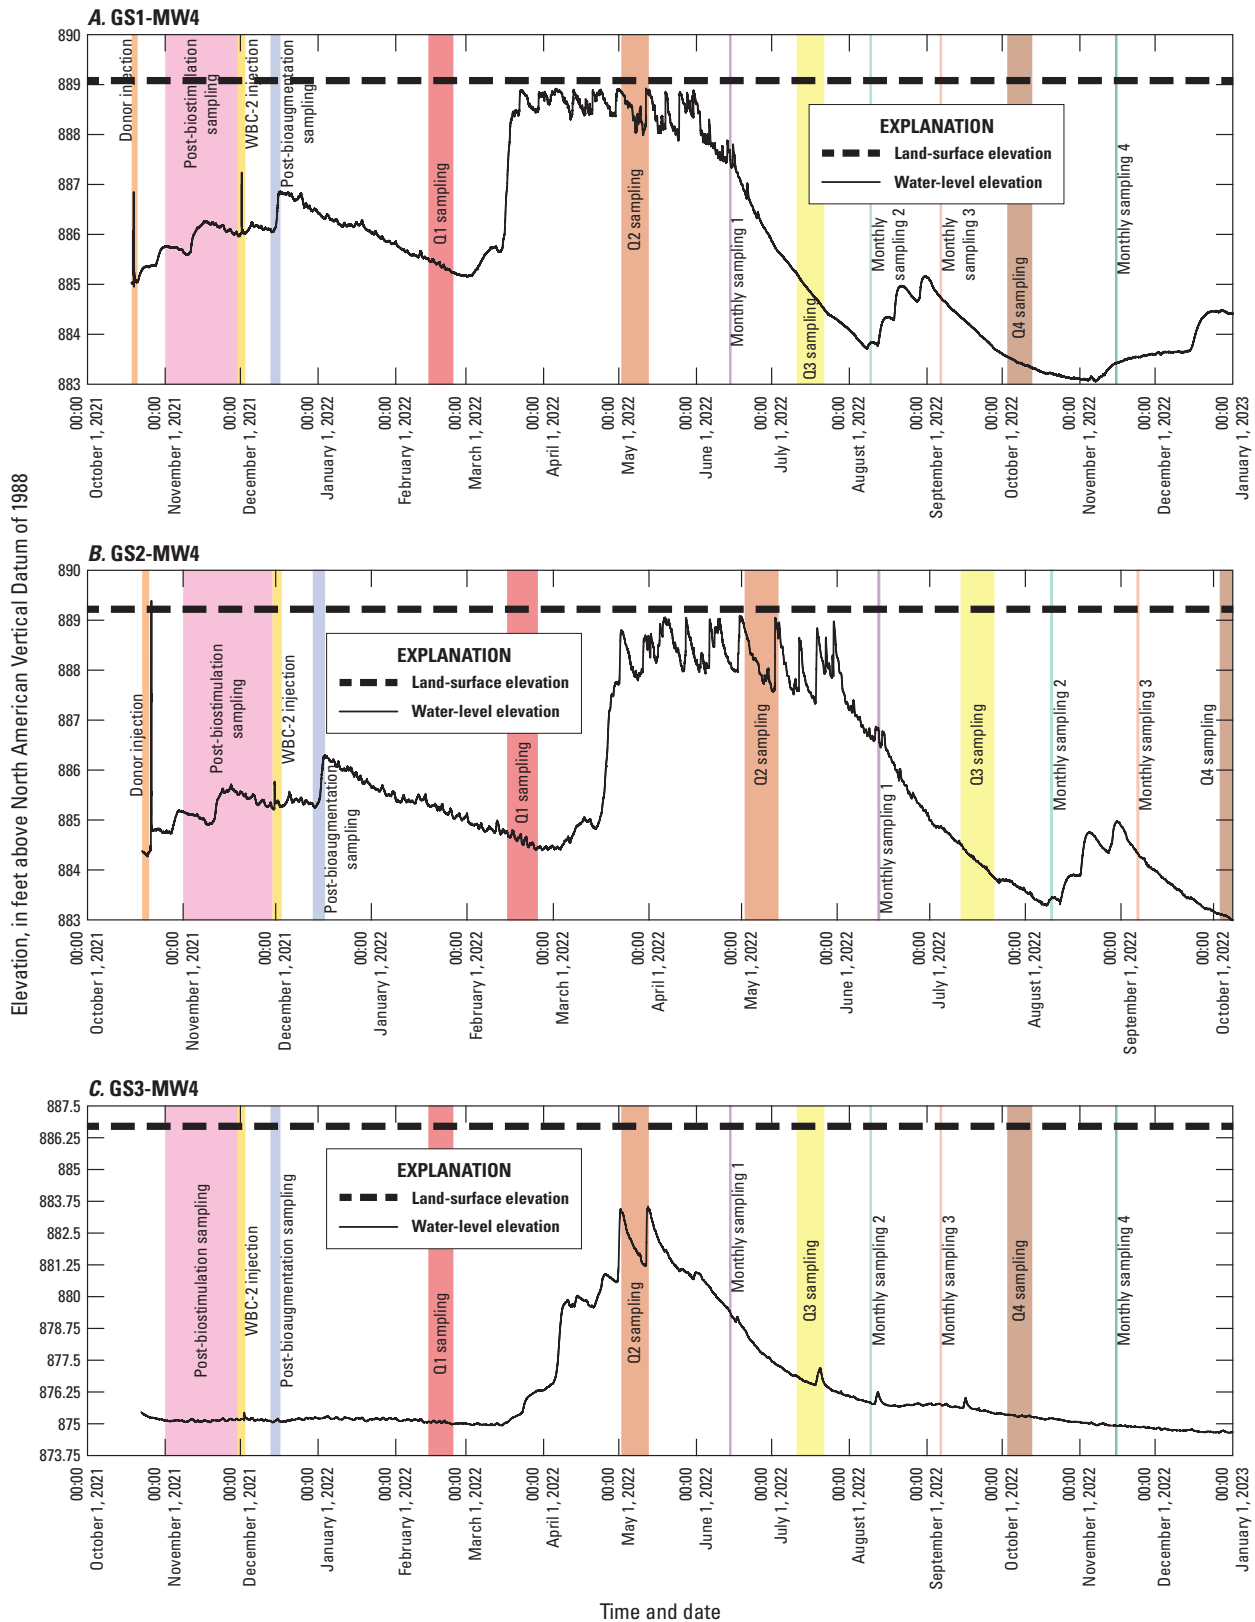 A. GS1-MW4
890
889
888
887
886
885
884
883
Donor injection
Post-biostimulation
sampling
WBC-2 injection
Post-bioaugmentation
sampling
Q1 sampling
Q2 sampling
Monthly sampling 1
Q3 sampling
Monthly
sampling 2
Monthly
sampling 3
Q4 sampling
Monthly sampling 4
EXPLANATION
Land-surface elevation
Water-level elevation
00:00
October 1, 2021
00:00
November 1, 2021
00:00
December 1, 2021
00:00
January 1, 2022
00:00
February 1, 2022
00:00
March 1, 2022
00:00
April 1, 2022
00:00
May 1, 2022
00:00
June 1, 2022
00:00
July 1, 2022
00:00
August 1, 2022
00:00
September 1, 2022
00:00
October 1, 2022
00:00
November 1, 2022
00:00
December 1, 2022
00:00
January 1, 2023
Elevation, in feet above North American Vertical Datum of 1988
B. GS2-MW4
890
889
888
887
886
885
884
883
Donor injection
Post-biostimulation
sampling
WBC-2 injection
Post-bioaugmentation
sampling
EXPLANATION
Land-surface elevation
Water-level elevation
Q1 sampling
Q2 sampling
Monthly sampling 1
Q3 sampling
Monthly sampling 2
Monthly sampling 3
Q4 sampling
00:00
October 1, 2021
00:00
November 1, 2021
00:00
December 1, 2021
00:00
January 1, 2022
00:00
February 1, 2022
00:00
March 1, 2022
00:00
April 1, 2022
00:00
May 1, 2022
00:00
June 1, 2022
00:00
July 1, 2022
00:00
August 1, 2022
00:00
September 1, 2022
00:00
October 1, 2022
C. GS3-MW4
887.5
886.25
885
883.75
882.5
881.25
880
878.75
877.5
876.25
875
873.75
Post-biostimulation sampling
WBC-2 injection
Post-bioaugmentation sampling
EXPLANATION
Land-surface elevation
Water-level elevation
Q1 sampling
Q2 sampling
Monthly sampling 1
Q3 sampling
Monthly sampling 2
Monthly sampling 3
Q4 sampling
Monthly sampling 4
00:00
October 1, 2021
00:00
November 1, 2021
00:00
December 1, 2021
00:00
January 1, 2022
00:00
February 1, 2022
00:00
March 1, 2022
00:00
April 1, 2022
00:00
May 1, 2022
00:00
June 1, 2022
00:00
July 1, 2022
00:00
August 1, 2022
00:00
September 1, 2022
00:00
October 1, 2022
00:00
November 1, 2022
00:00
December 1, 2022
00:00
January 1, 2023
Time and date